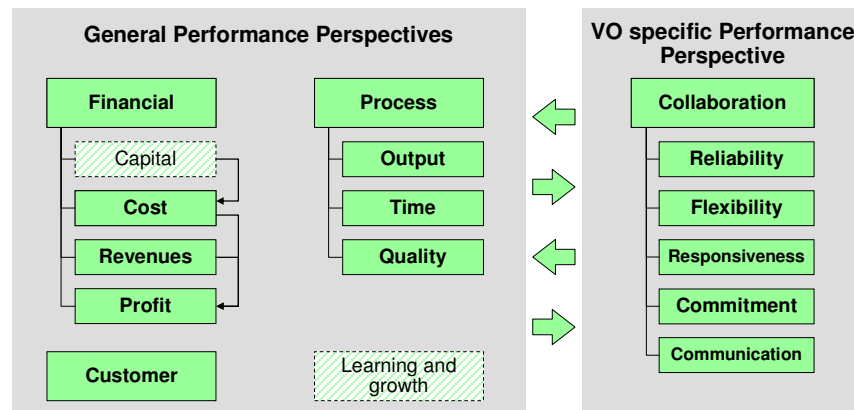 General Performance Perspectives
Financial
Capital
Cost
Revenues
Profit
Customer
Process
Output
Time
Quality
Learning and
growth
VO specific Performance
Perspective
Collaboration
Reliability
Flexibility
Responsiveness
Commitment
Communication